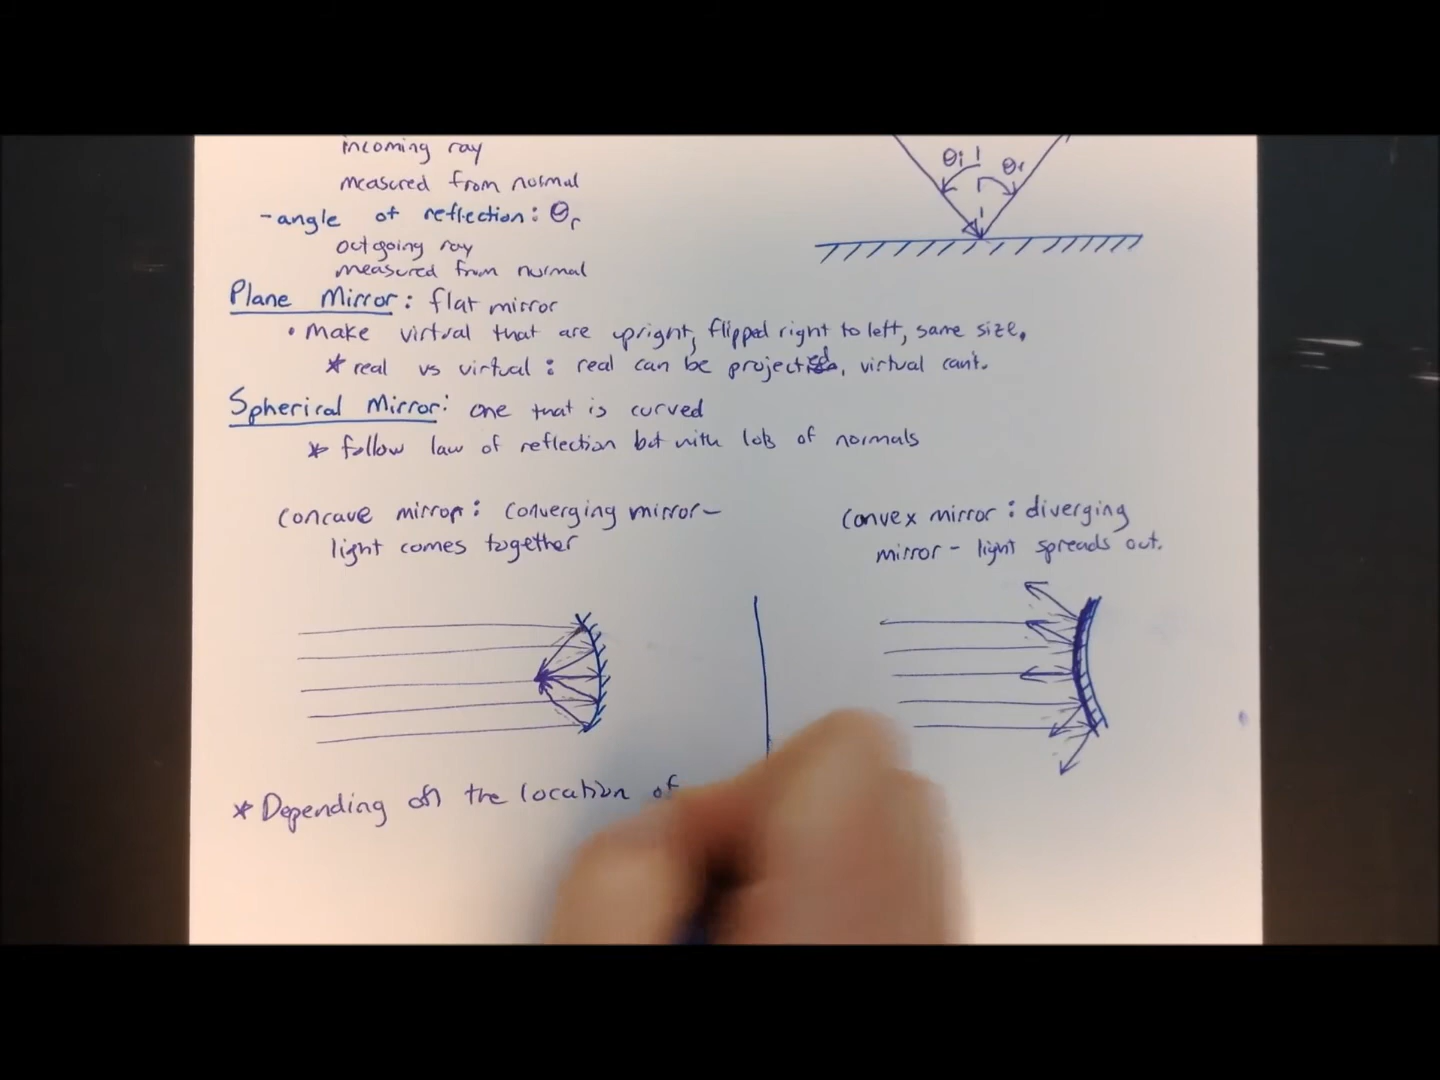 incoming ray
measured from normal
-angle of reflection: θr
outgoing ray
measured from normal
θi θr
Plane Mirror: flat mirror
• Make virtual that are upright, flipped right to left, same size.
* real vs virtual: real can be projected, virtual can't.
Spherical Mirror: one that is curved
* follow law of reflection but with lots of normals
concave mirror: converging mirror-
light comes together
convex mirror: diverging
mirror - light spreads out.
* Depending on the location of